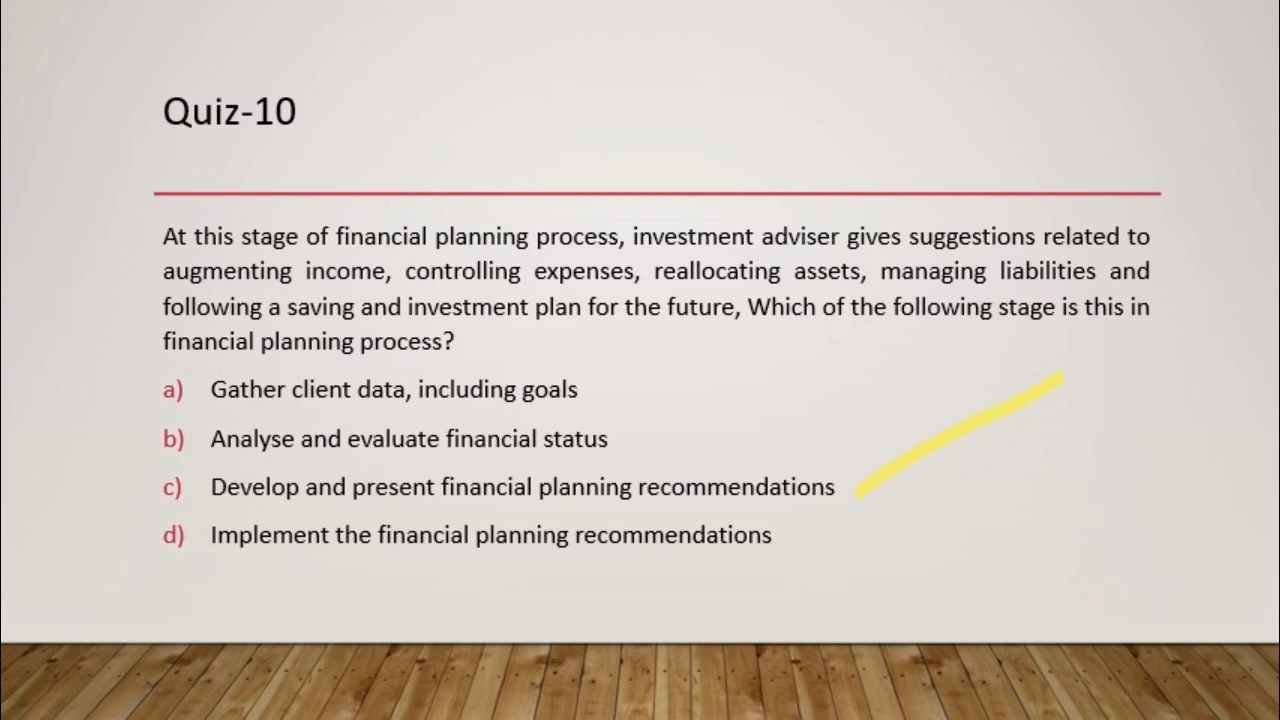 Quiz-10
At this stage of financial planning process, investment adviser gives suggestions related to
augmenting income, controlling expenses, reallocating assets, managing liabilities and
following a saving and investment plan for the future, Which of the following stage is this in
financial planning process?
a) Gather client data, including goals
b) Analyse and evaluate financial status
c) Develop and present financial planning recommendations
d) Implement the financial planning recommendations